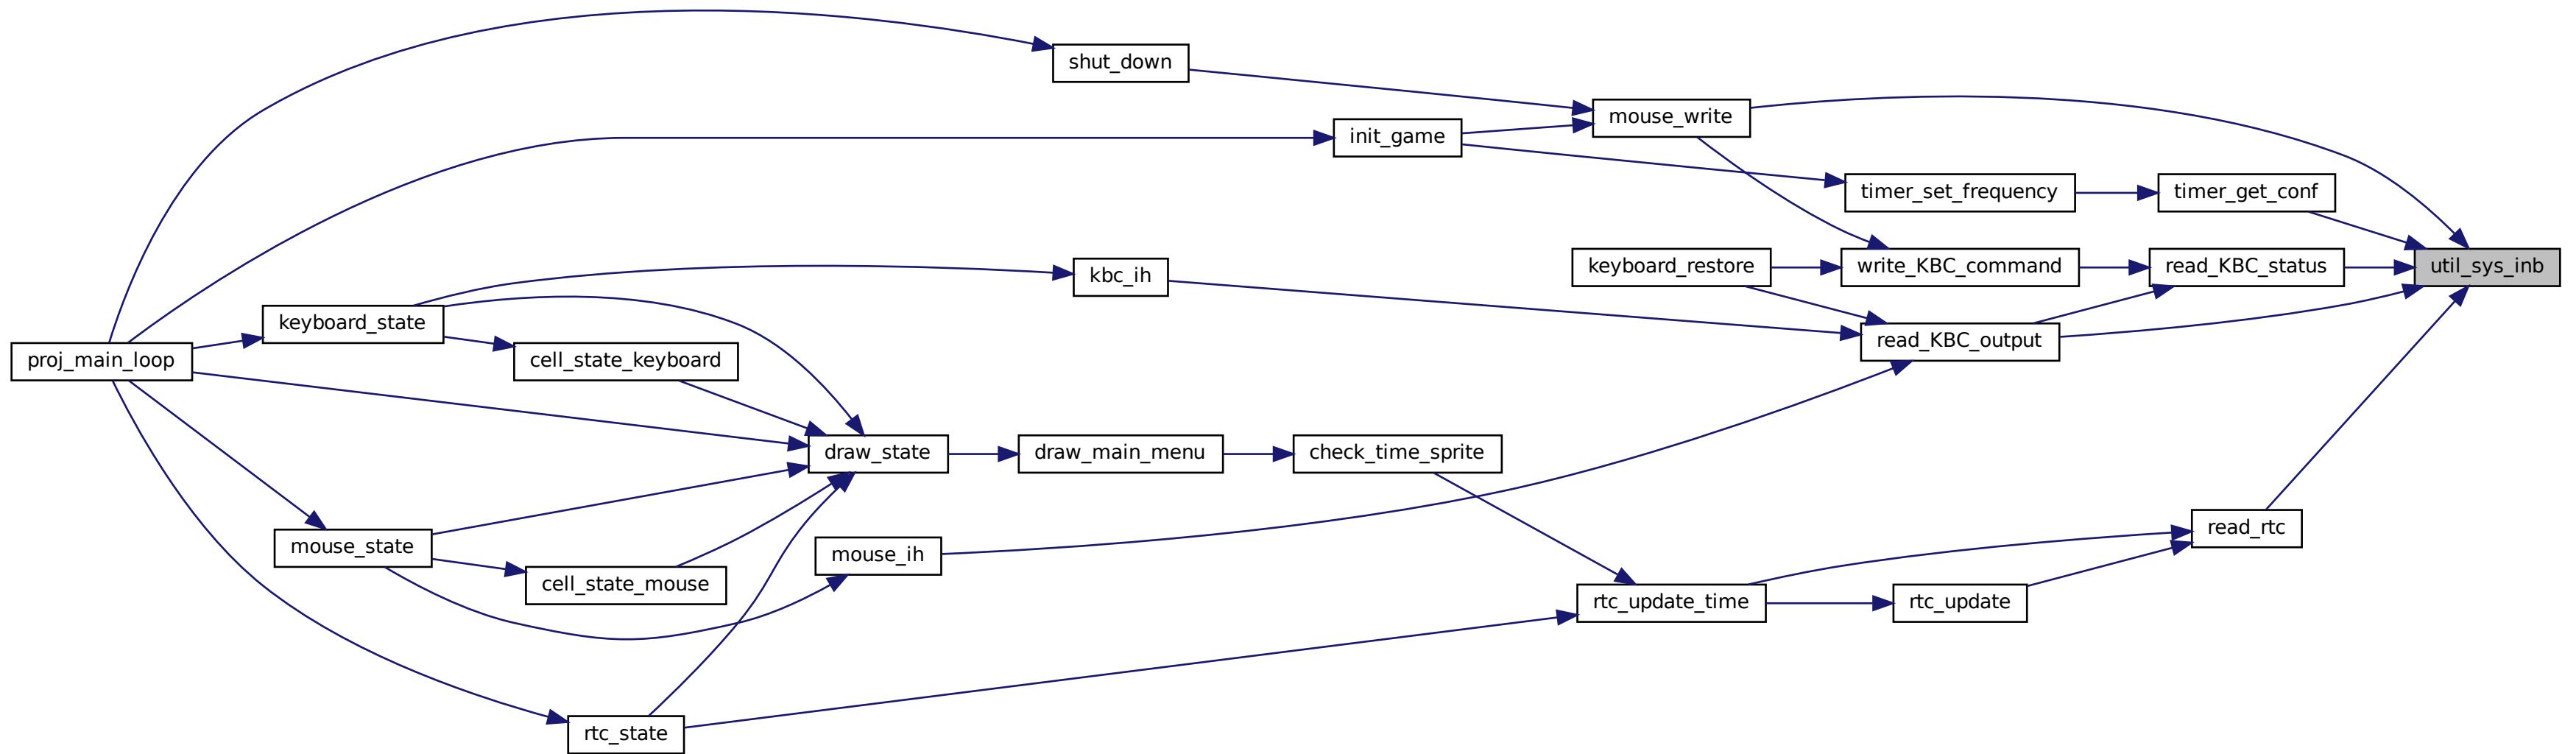 shut_down
mouse_write
init_game
timer_set_frequency
timer_get_conf
keyboard_restore
write_KBC_command
read_KBC_status
util_sys_inb
kbc_ih
keyboard_state
read_KBC_output
proj_main_loop
cell_state_keyboard
draw_state
draw_main_menu
check_time_sprite
read_rtc
mouse_state
mouse_ih
cell_state_mouse
rtc_update_time
rtc_update
rtc_state